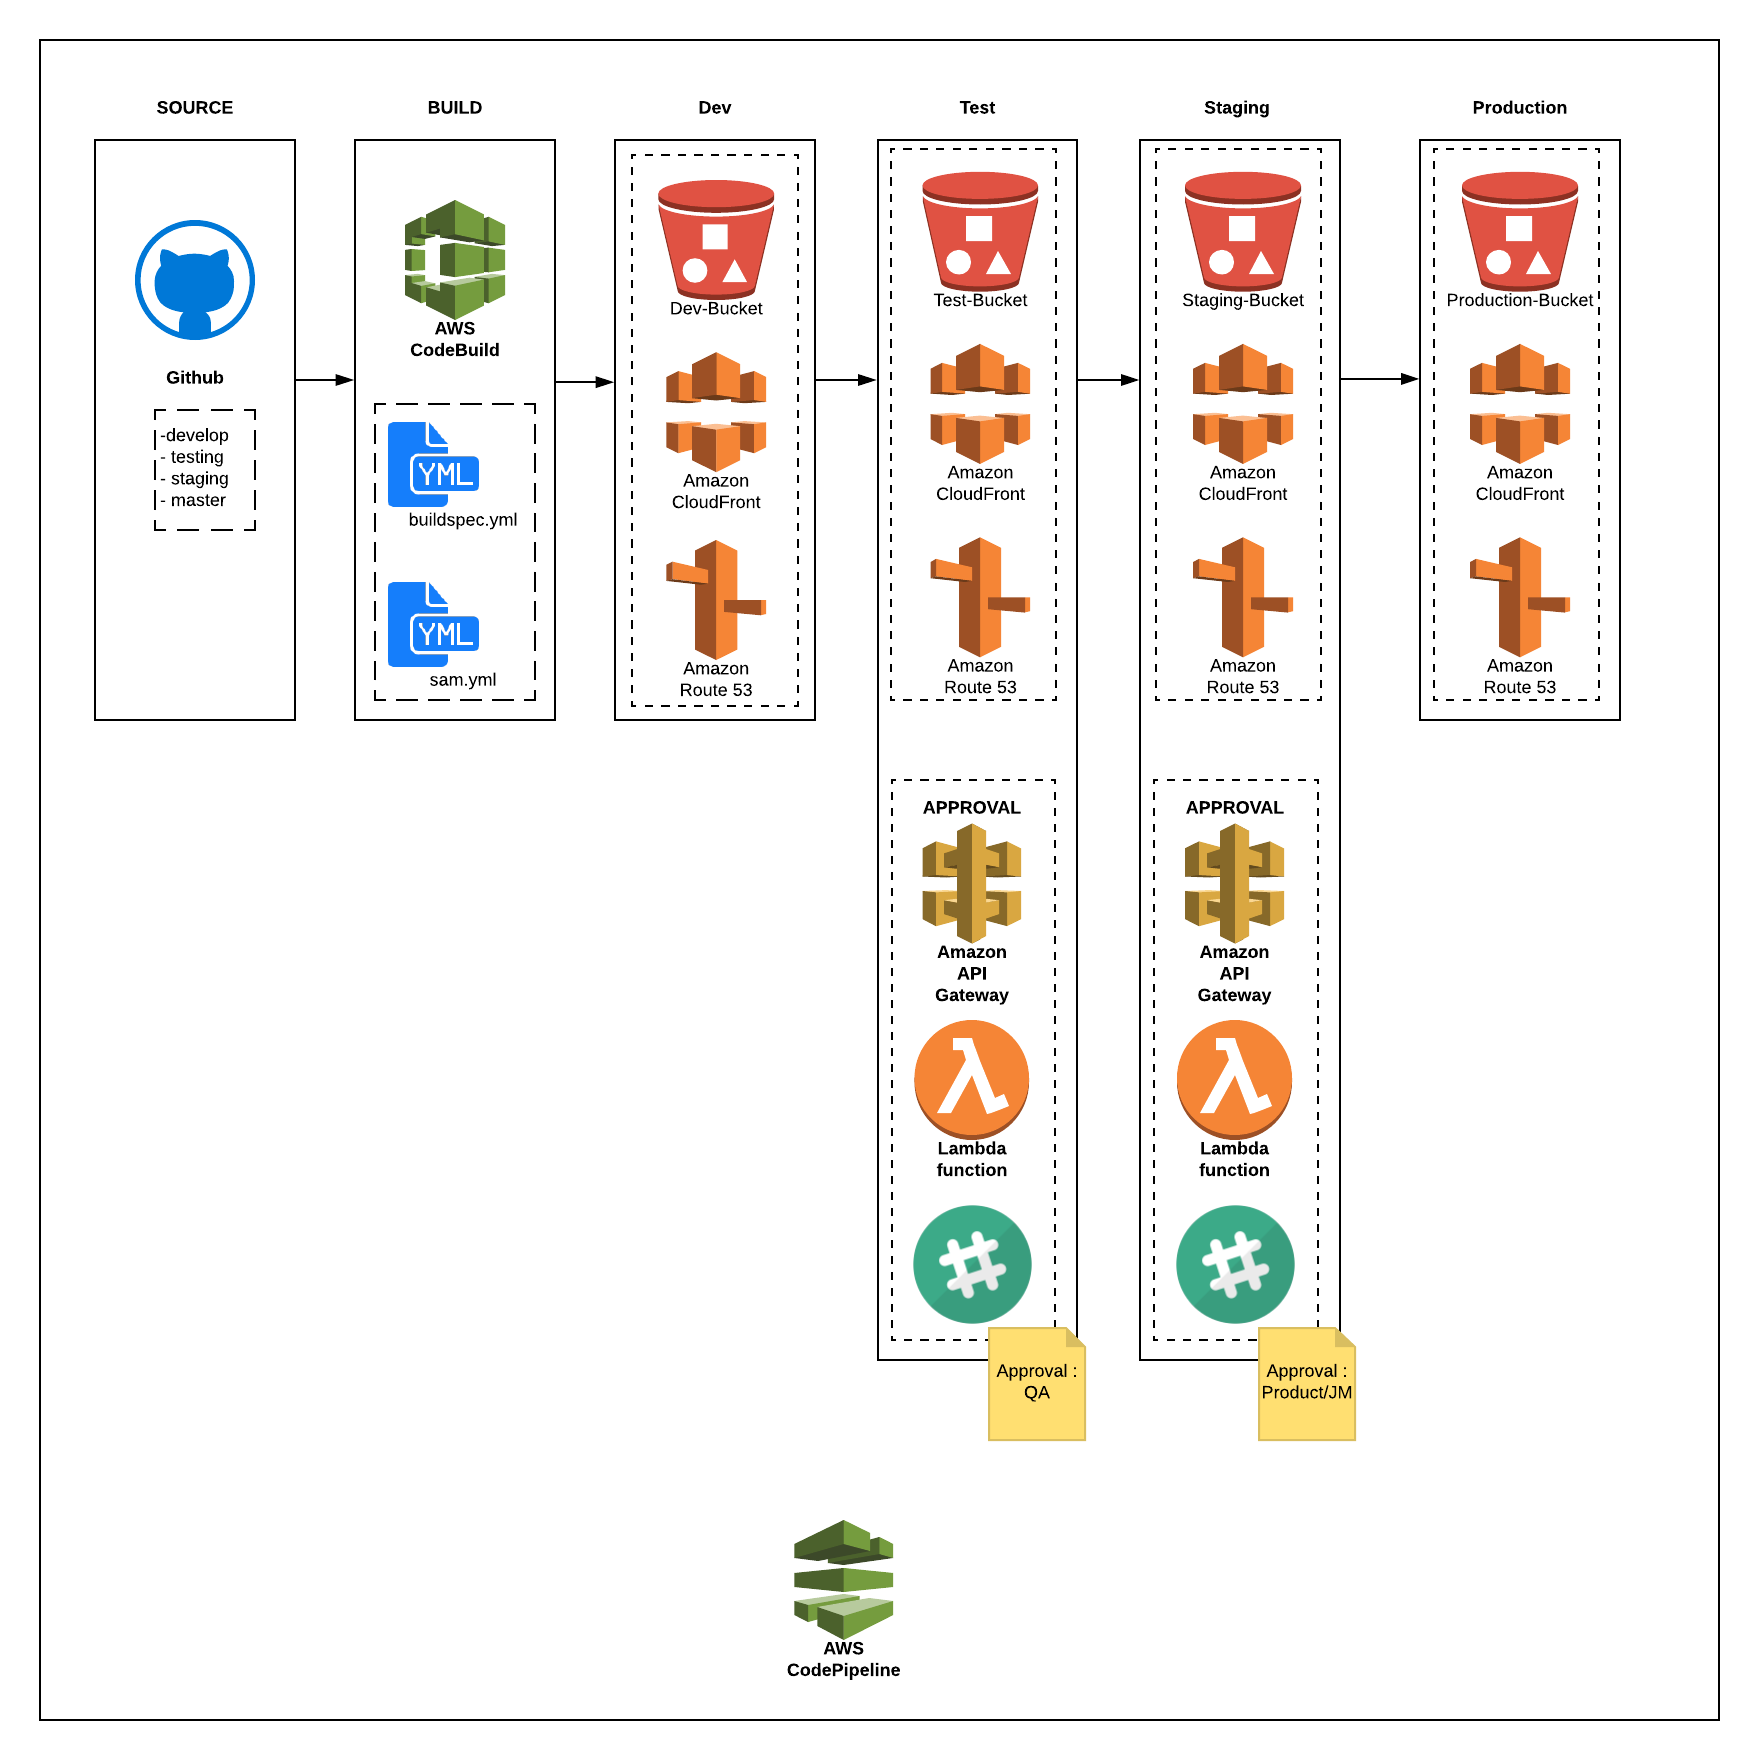 SOURCE
BUILD
Dev
Test
Staging
Production
Github
-develop
- testing
- staging
- master
AWS
CodeBuild
YML
buildspec.yml
YML
sam.yml
Dev-Bucket
Amazon
CloudFront
Amazon
Route 53
Test-Bucket
Amazon
CloudFront
Amazon
Route 53
APPROVAL
Amazon
API
Gateway
Lambda
function
Approval :
QA
Staging-Bucket
Amazon
CloudFront
Amazon
Route 53
APPROVAL
Amazon
API
Gateway
Lambda
function
Approval :
Product/JM
Production-Bucket
Amazon
CloudFront
Amazon
Route 53
AWS
CodePipeline